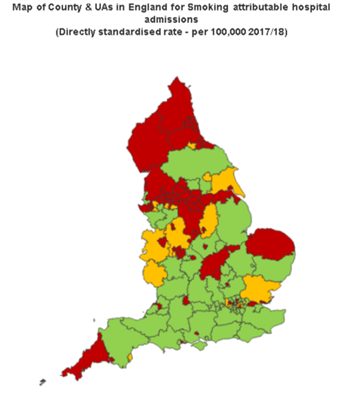 Map of County & UAs in England for Smoking attributable hospital
admissions
(Directly standardised rate - per 100,000 2017/18)